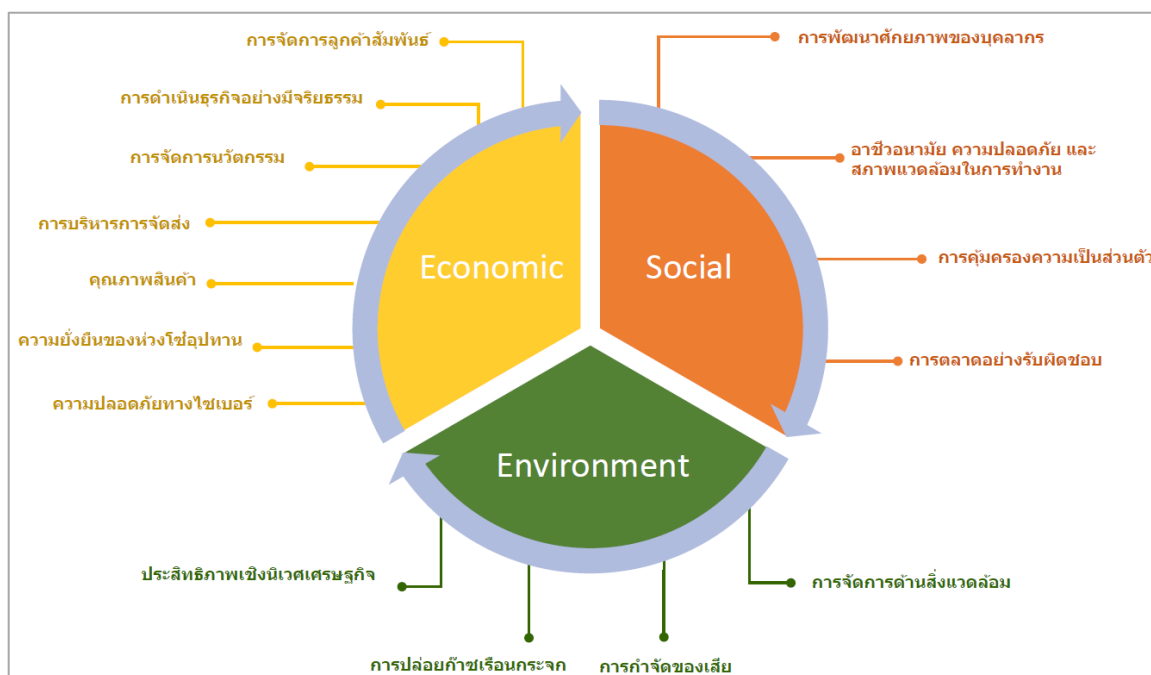 การจัดการลูกค้าสัมพันธ์
การดำเนินธุรกิจอย่างมีจริยธรรม
การจัดการนวัตกรรม
การบริหารการจัดส่ง
คุณภาพสินค้า
ความยั่งยืนของห่วงโซ่อุปทาน
ความปลอดภัยทางไซเบอร์
Economic
Social
การพัฒนาศักยภาพของบุคลากร
อาชีวอนามัย ความปลอดภัย และ
สภาพแวดล้อมในการทำงาน
การคุ้มครองความเป็นส่วนตัว
การตลาดอย่างรับผิดชอบ
Environment
ประสิทธิภาพเชิงนิเวศเศรษฐกิจ
การปล่อยก๊าซเรือนกระจก
การกำจัดของเสีย
การจัดการด้านสิ่งแวดล้อม